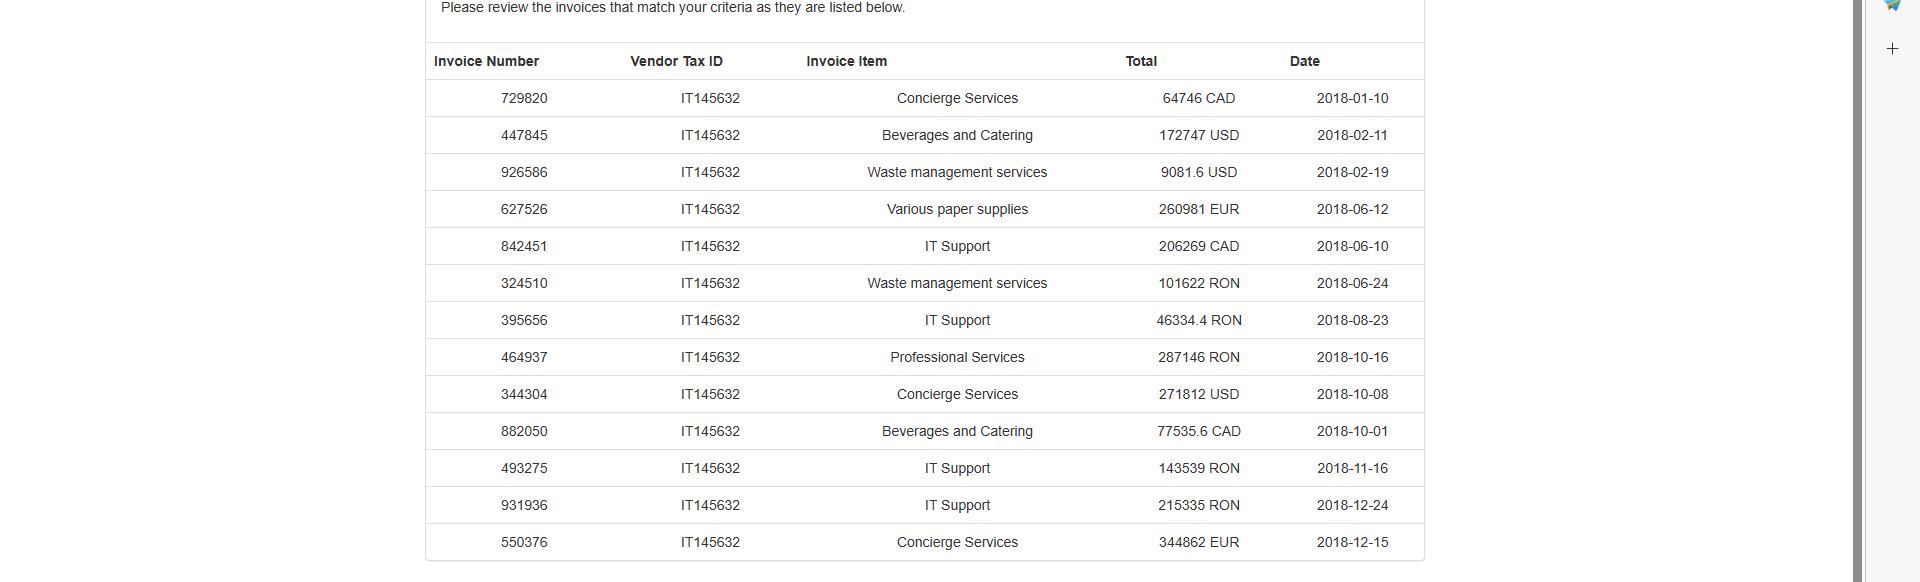 Please review the invoices that match your criteria as they are listed below.
Invoice Number Vendor Tax ID Invoice Item Total Date
729820 IT145632 Concierge Services 64746 CAD 2018-01-10
447845 IT145632 Beverages and Catering 172747 USD 2018-02-11
926586 IT145632 Waste management services 9081.6 USD 2018-02-19
627526 IT145632 Various paper supplies 260981 EUR 2018-06-12
842451 IT145632 IT Support 206269 CAD 2018-06-10
324510 IT145632 Waste management services 101622 RON 2018-06-24
395656 IT145632 IT Support 46334.4 RON 2018-08-23
464937 IT145632 Professional Services 287146 RON 2018-10-16
344304 IT145632 Concierge Services 271812 USD 2018-10-08
882050 IT145632 Beverages and Catering 77535.6 CAD 2018-10-01
493275 IT145632 IT Support 143539 RON 2018-11-16
931936 IT145632 IT Support 215335 RON 2018-12-24
550376 IT145632 Concierge Services 344862 EUR 2018-12-15